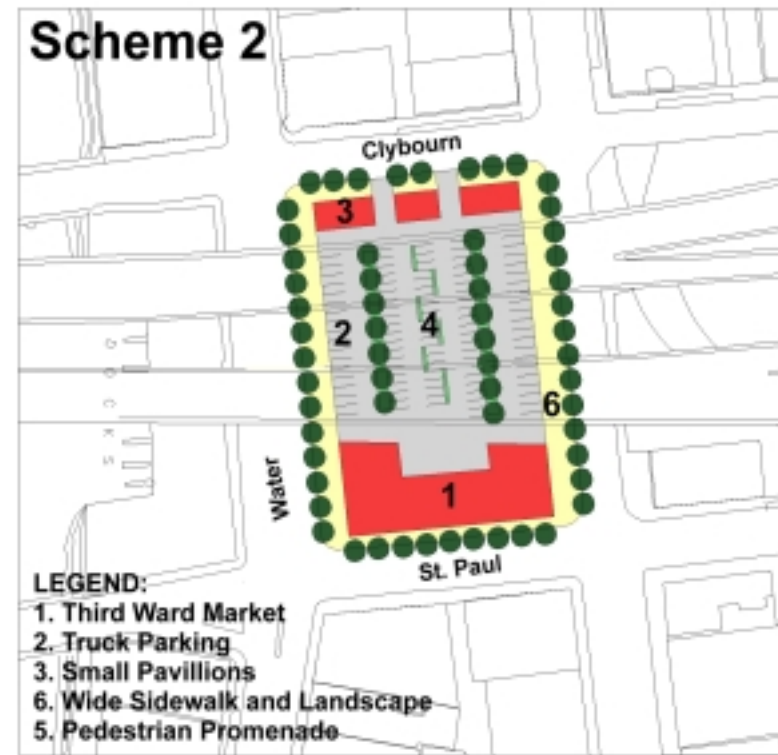 Scheme 2
Clybourn
3
2
4
6
Water
1
St. Paul
DOCKS
LEGEND:
1. Third Ward Market
2. Truck Parking
3. Small Pavillions
6. Wide Sidewalk and Landscape
5. Pedestrian Promenade